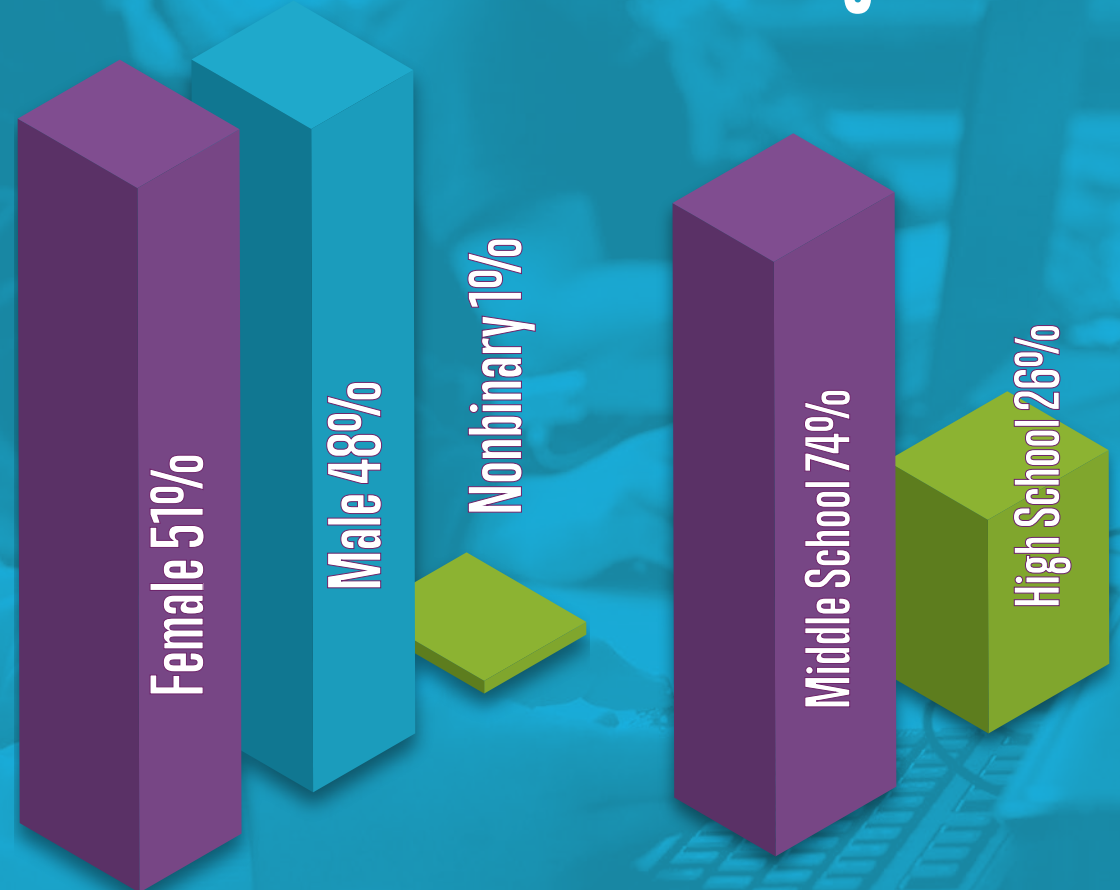 Female 51%
Male 48%
Nonbinary 1%
Middle School 74%
High School 26%